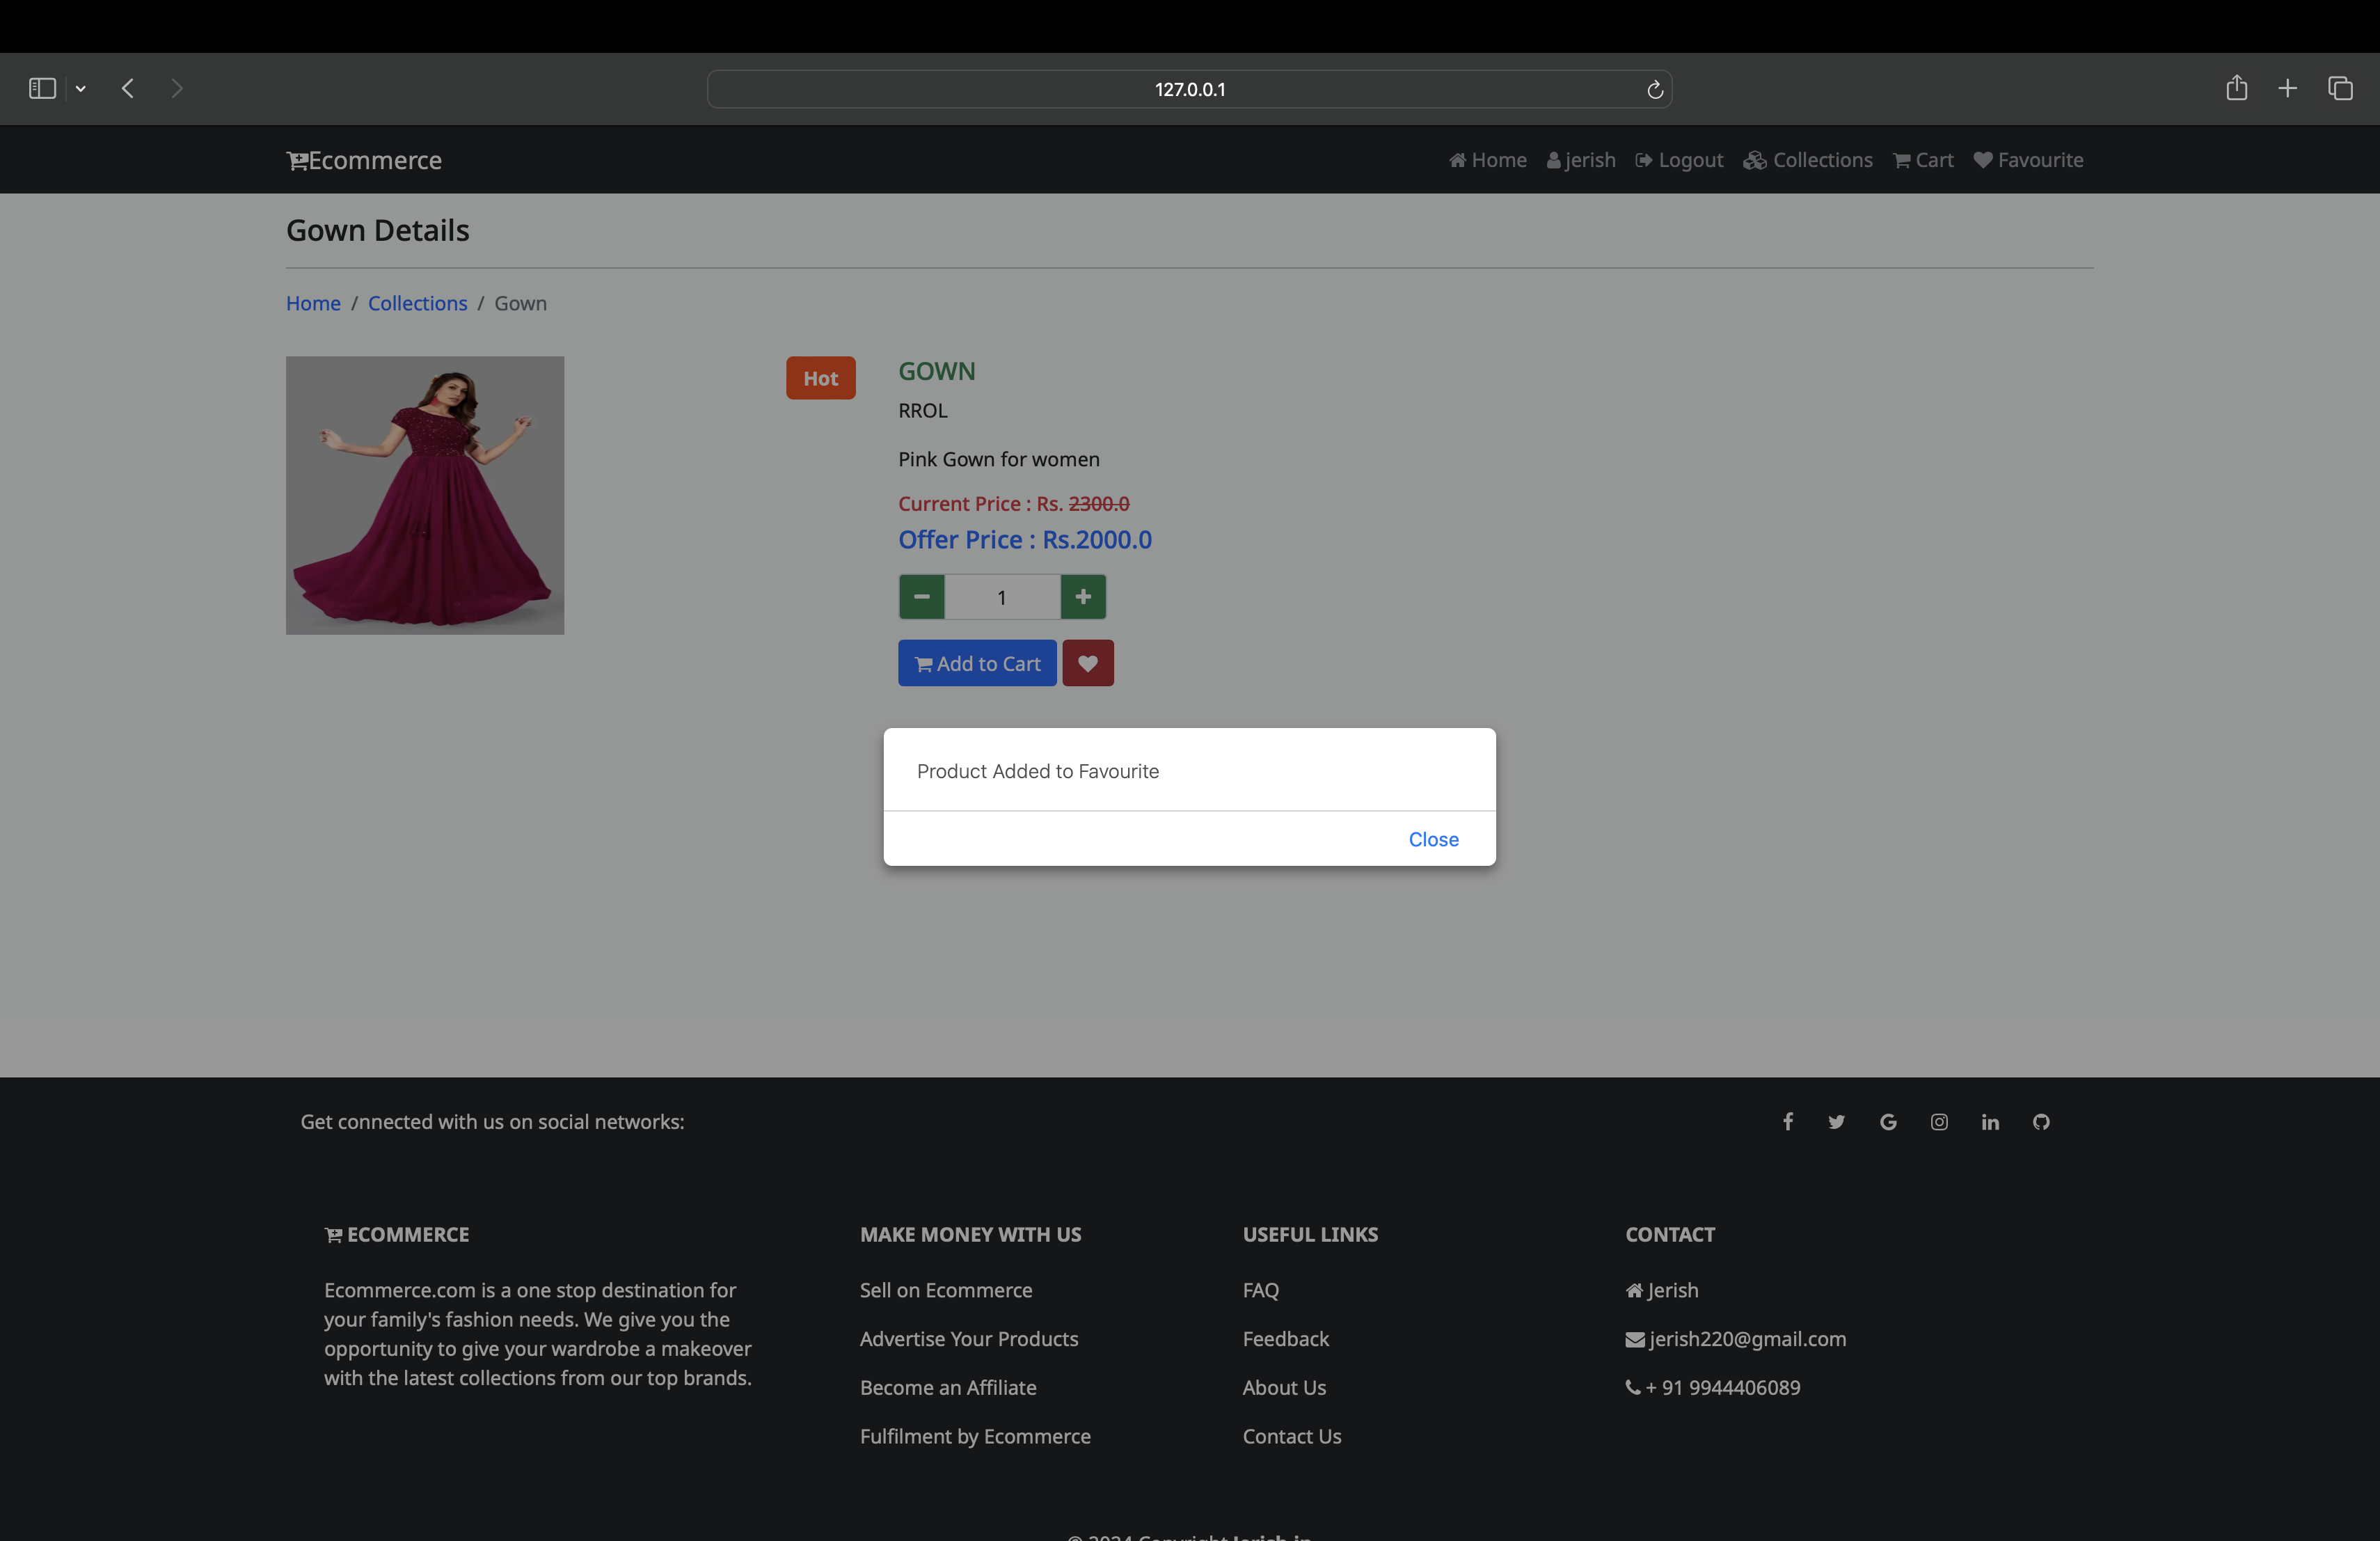 127.0.0.1
Ecommerce
Home jerish Logout Collections Cart Favourite
Gown Details
Home / Collections / Gown
Hot
GOWN
RROL
Pink Gown for women
Current Price : Rs. 2300.0
Offer Price : Rs.2000.0
1
Add to Cart
Product Added to Favourite
Close
Get connected with us on social networks:
ECOMMERCE
Ecommerce.com is a one stop destination for
your family's fashion needs. We give you the
opportunity to give your wardrobe a makeover
with the latest collections from our top brands.
MAKE MONEY WITH US
Sell on Ecommerce
Advertise Your Products
Become an Affiliate
Fulfilment by Ecommerce
USEFUL LINKS
FAQ
Feedback
About Us
Contact Us
CONTACT
Jerish
jerish220@gmail.com
+ 91 9944406089
© 2024 Copyright Jerish.in